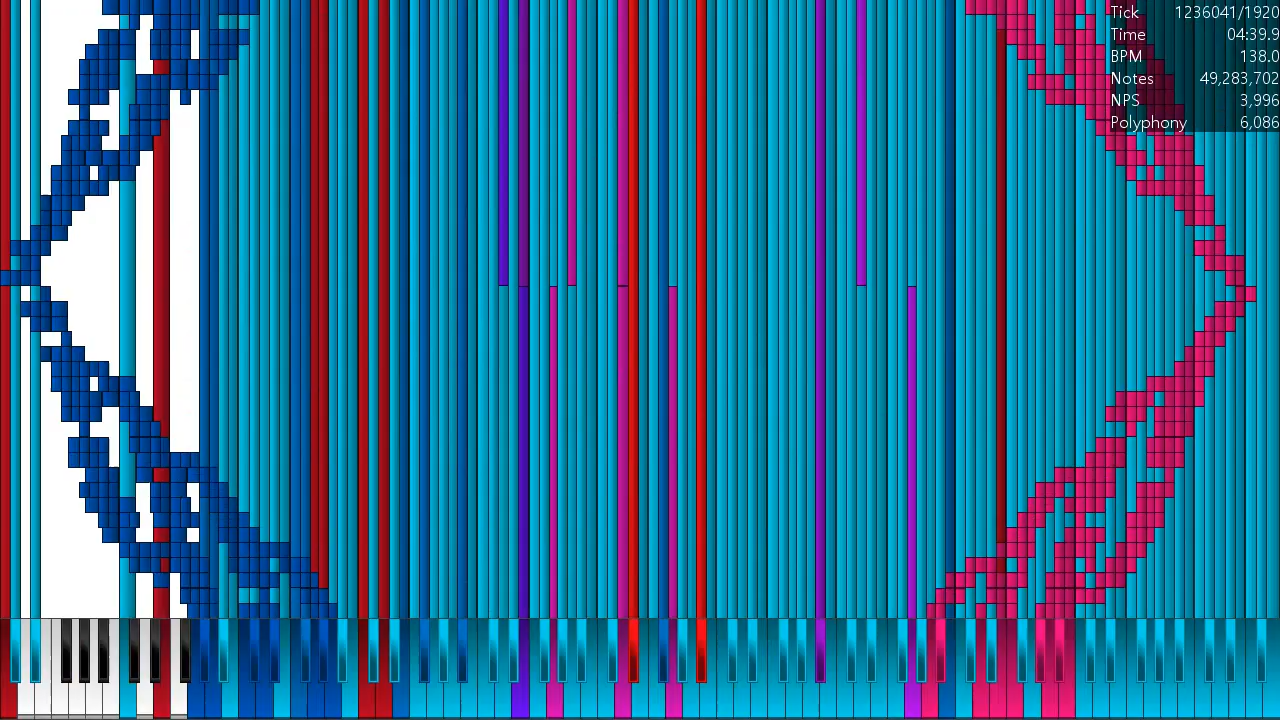 Tick 1236041/1920
Time 04:39.9
BPM 138.0
Notes 49,283,702
NPS 3,996
Polyphony 6,086